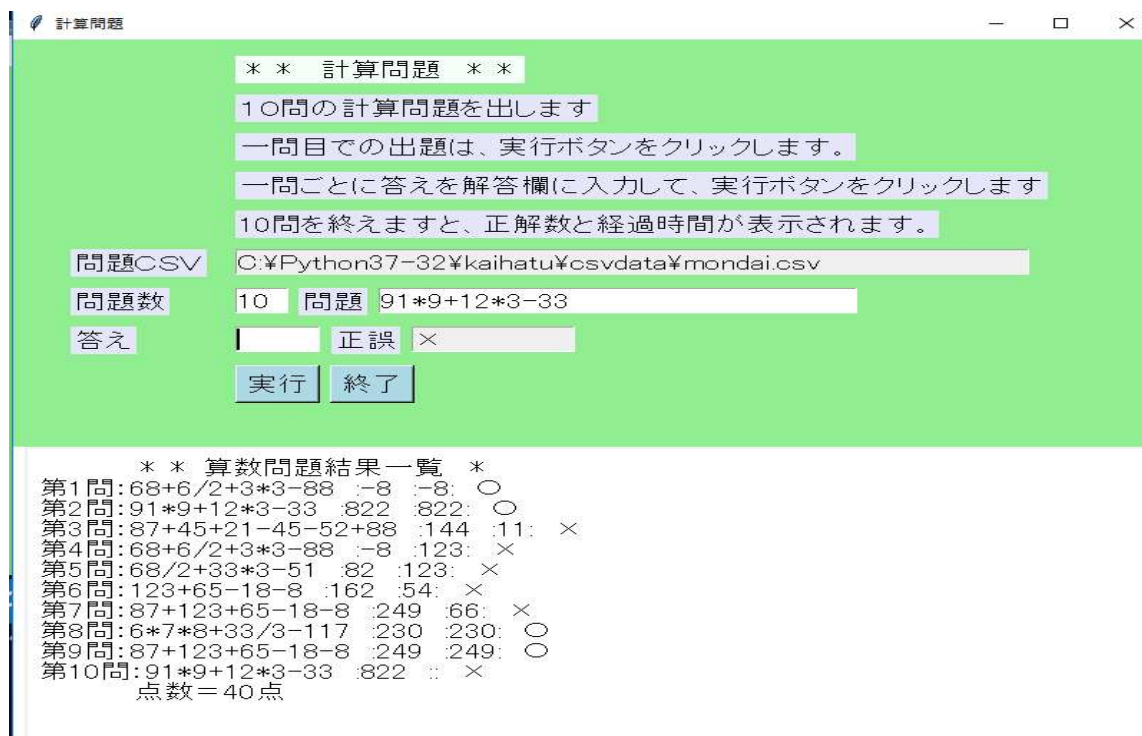 計算問題
＊＊　計算問題　＊＊
１０問の計算問題を出します
一問目での出題は、実行ボタンをクリックします。
一問ごとに答えを解答欄に入力して、実行ボタンをクリックします
10問を終えますと、正解数と経過時間が表示されます。
問題CSV C:¥Python37-32¥kaihatu¥csvdata¥mondai.csv
問題数 10 問題 91*9+12*3-33
答え 正誤 ×
実行 終了
＊＊ 算数問題結果一覧 ＊
第1問:68+6/2+3*3-88 :-8 :-8: ○
第2問:91*9+12*3-33 :822 :822: ○
第3問:87+45+21-45-52+88 :144 :11: ×
第4問:68+6/2+3*3-88 :-8 :123: ×
第5問:68/2+33*3-51 :82 :123: ×
第6問:123+65-18-8 :162 :54: ×
第7問:87+123+65-18-8 :249 :66: ×
第8問:6*7*8+33/3-117 :230 :230: ○
第9問:87+123+65-18-8 :249 :249: ○
第10問:91*9+12*3-33 :822 :: ×
点数＝40点